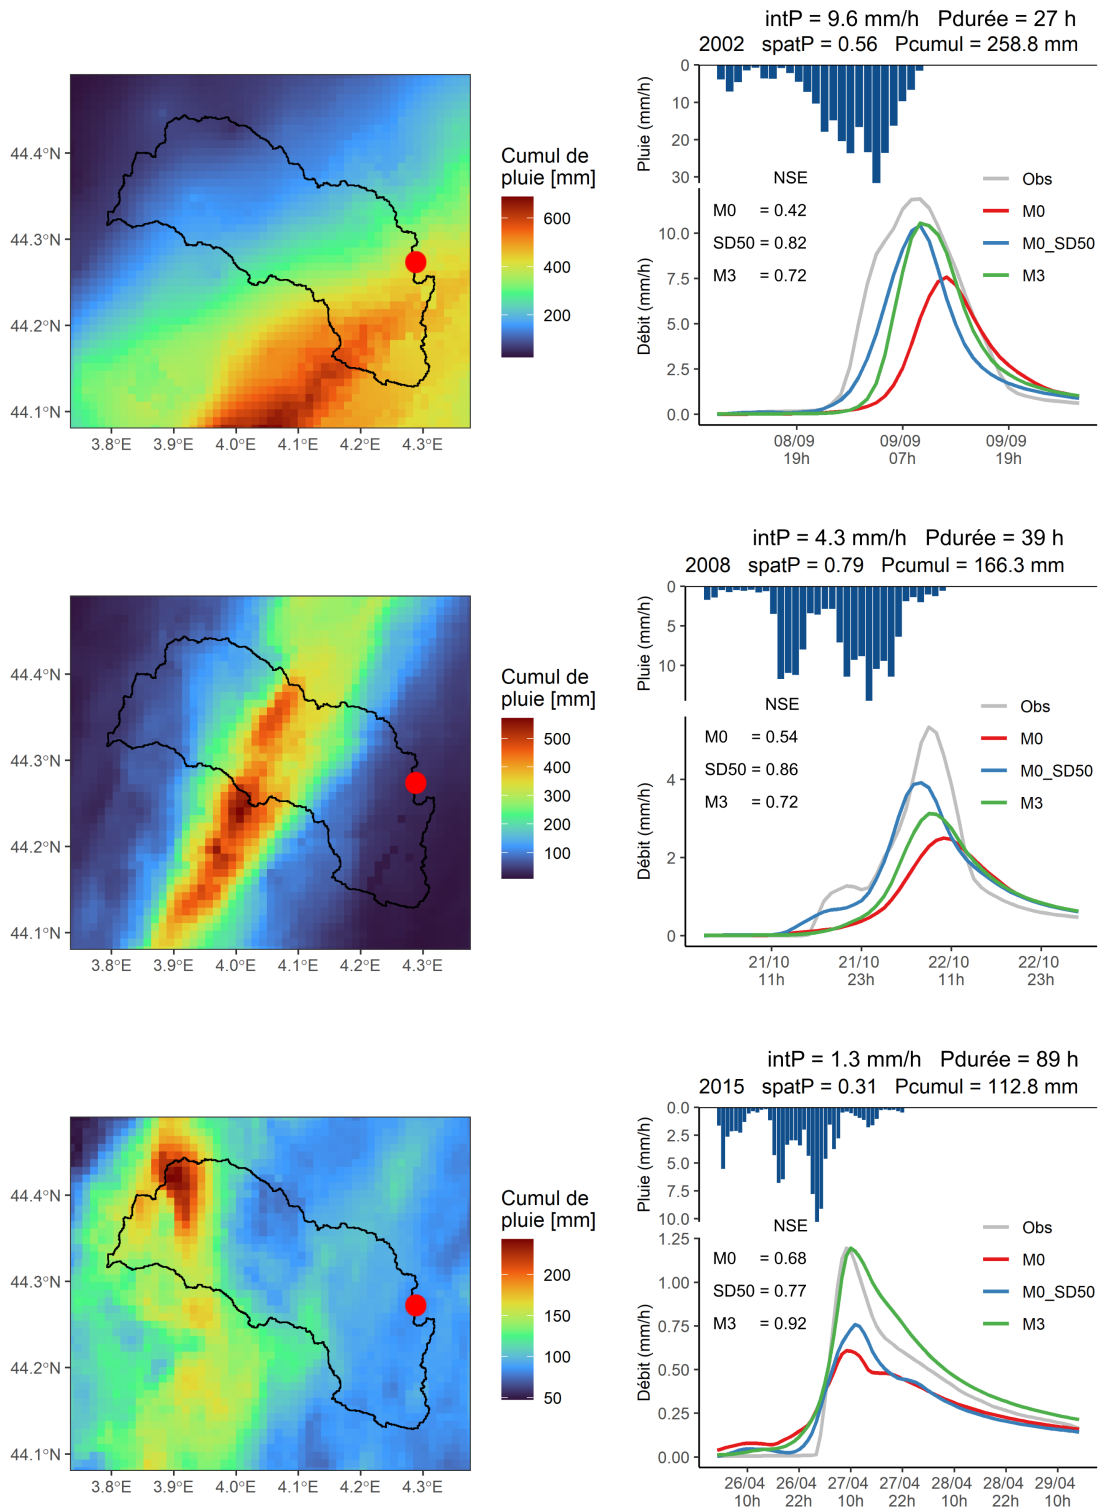 intP = 9.6 mm/h   Pdurée = 27 h
2002   spatP = 0.56   Pcumul = 258.8 mm
44.4°N
44.3°N
44.2°N
44.1°N
3.8°E 3.9°E 4.0°E 4.1°E 4.2°E 4.3°E
Cumul de
pluie [mm]
600
400
200
Pluie (mm/h)
0
10
20
30
NSE
M0 = 0.42
SD50 = 0.82
M3 = 0.72
Obs
M0
M0_SD50
M3
Débit (mm/h)
10.0
7.5
5.0
2.5
0.0
08/09 09/09 09/09
19h 07h 19h
intP = 4.3 mm/h   Pdurée = 39 h
2008   spatP = 0.79   Pcumul = 166.3 mm
44.4°N
44.3°N
44.2°N
44.1°N
3.8°E 3.9°E 4.0°E 4.1°E 4.2°E 4.3°E
Cumul de
pluie [mm]
500
400
300
200
100
Pluie (mm/h)
0
5
10
NSE
M0 = 0.54
SD50 = 0.86
M3 = 0.72
Obs
M0
M0_SD50
M3
Débit (mm/h)
4
2
0
21/10 21/10 22/10 22/10
11h 23h 11h 23h
intP = 1.3 mm/h   Pdurée = 89 h
2015   spatP = 0.31   Pcumul = 112.8 mm
44.4°N
44.3°N
44.2°N
44.1°N
3.8°E 3.9°E 4.0°E 4.1°E 4.2°E 4.3°E
Cumul de
pluie [mm]
200
150
100
50
Pluie (mm/h)
0.0
2.5
5.0
7.5
10.0
NSE
M0 = 0.68
SD50 = 0.77
M3 = 0.92
Obs
M0
M0_SD50
M3
Débit (mm/h)
1.25
1.00
0.75
0.50
0.25
0.00
26/04 26/04 27/04 27/04 28/04 28/04 29/04
10h 22h 10h 22h 10h 22h 10h